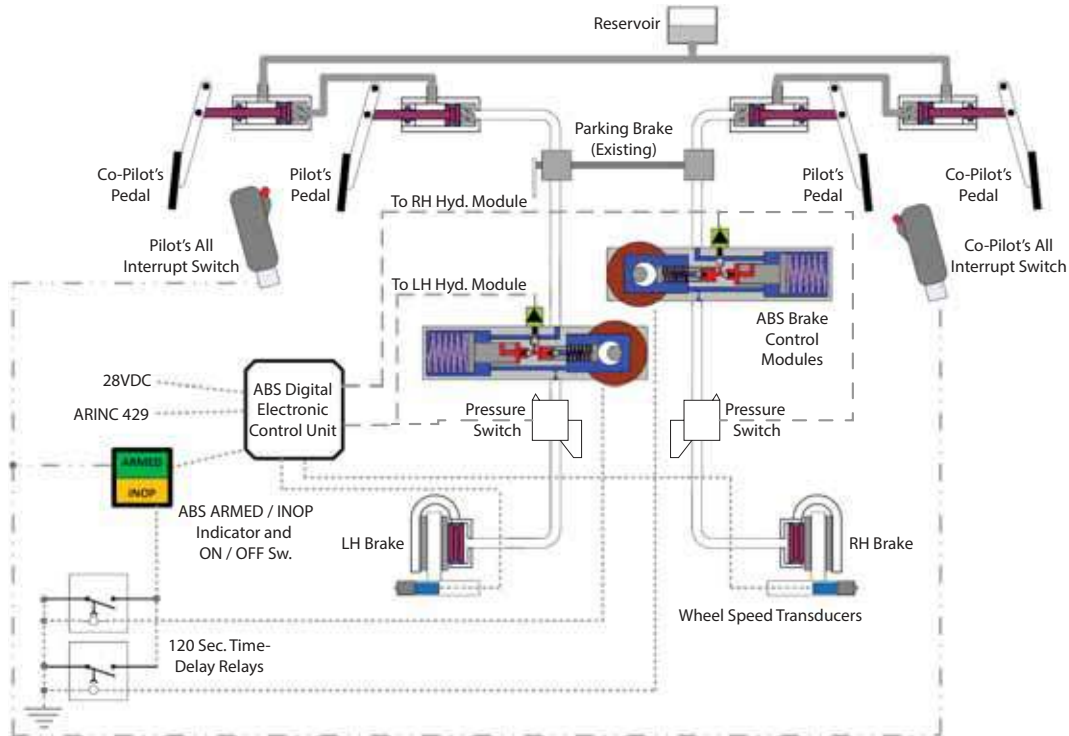 Reservoir
Co-Pilot's
Pedal
Pilot's
Pedal
Parking Brake
(Existing)
Pilot's
Pedal
Co-Pilot's
Pedal
To RH Hyd. Module
Pilot's All
Interrupt Switch
Co-Pilot's All
Interrupt Switch
To LH Hyd. Module
ABS Brake
Control
Modules
28VDC
ARINC 429
ABS Digital
Electronic
Control Unit
Pressure
Switch
Pressure
Switch
ARMED
INOP
ABS ARMED / INOP
Indicator and
ON / OFF Sw.
LH Brake
RH Brake
Wheel Speed Transducers
120 Sec. Time-
Delay Relays